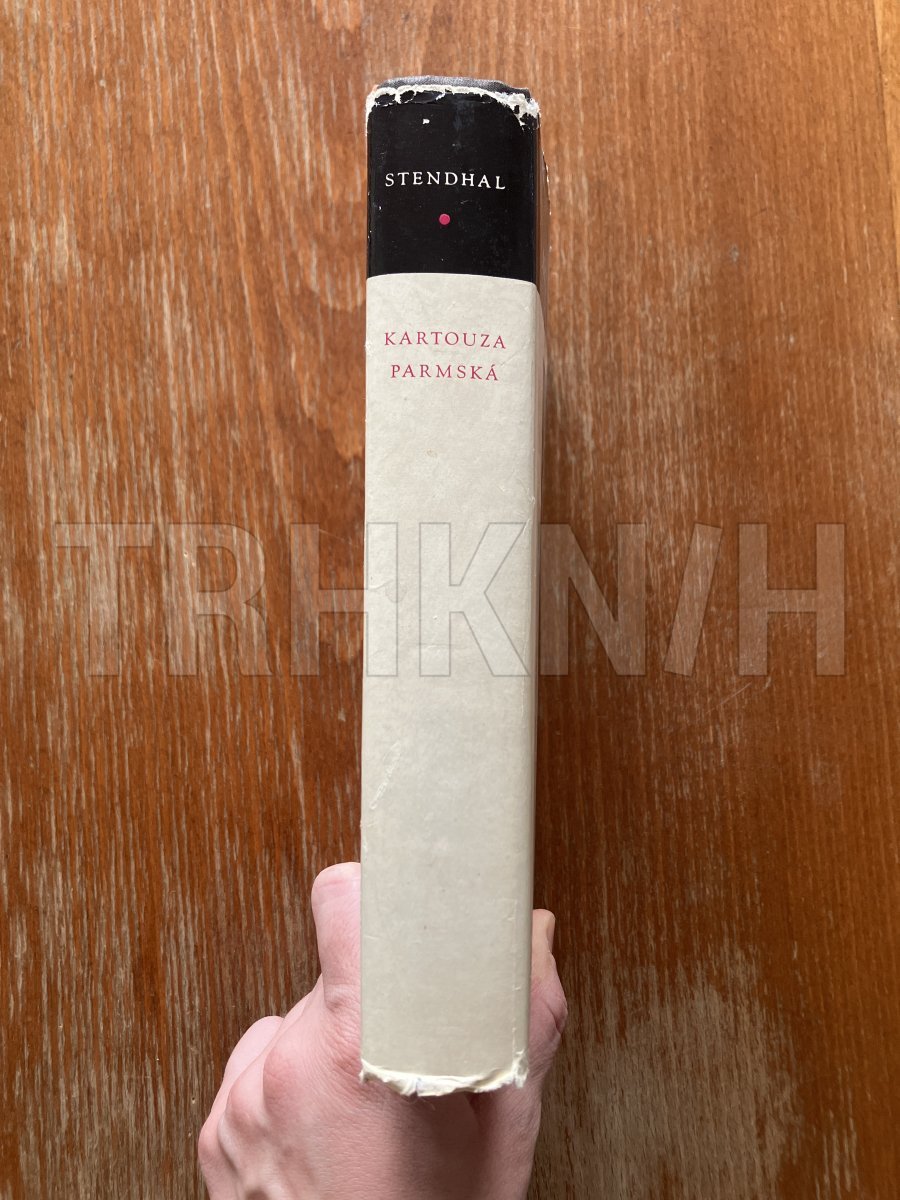 STENDHAL
KARTOUZA
PARMSKÁ
TRHKNIH